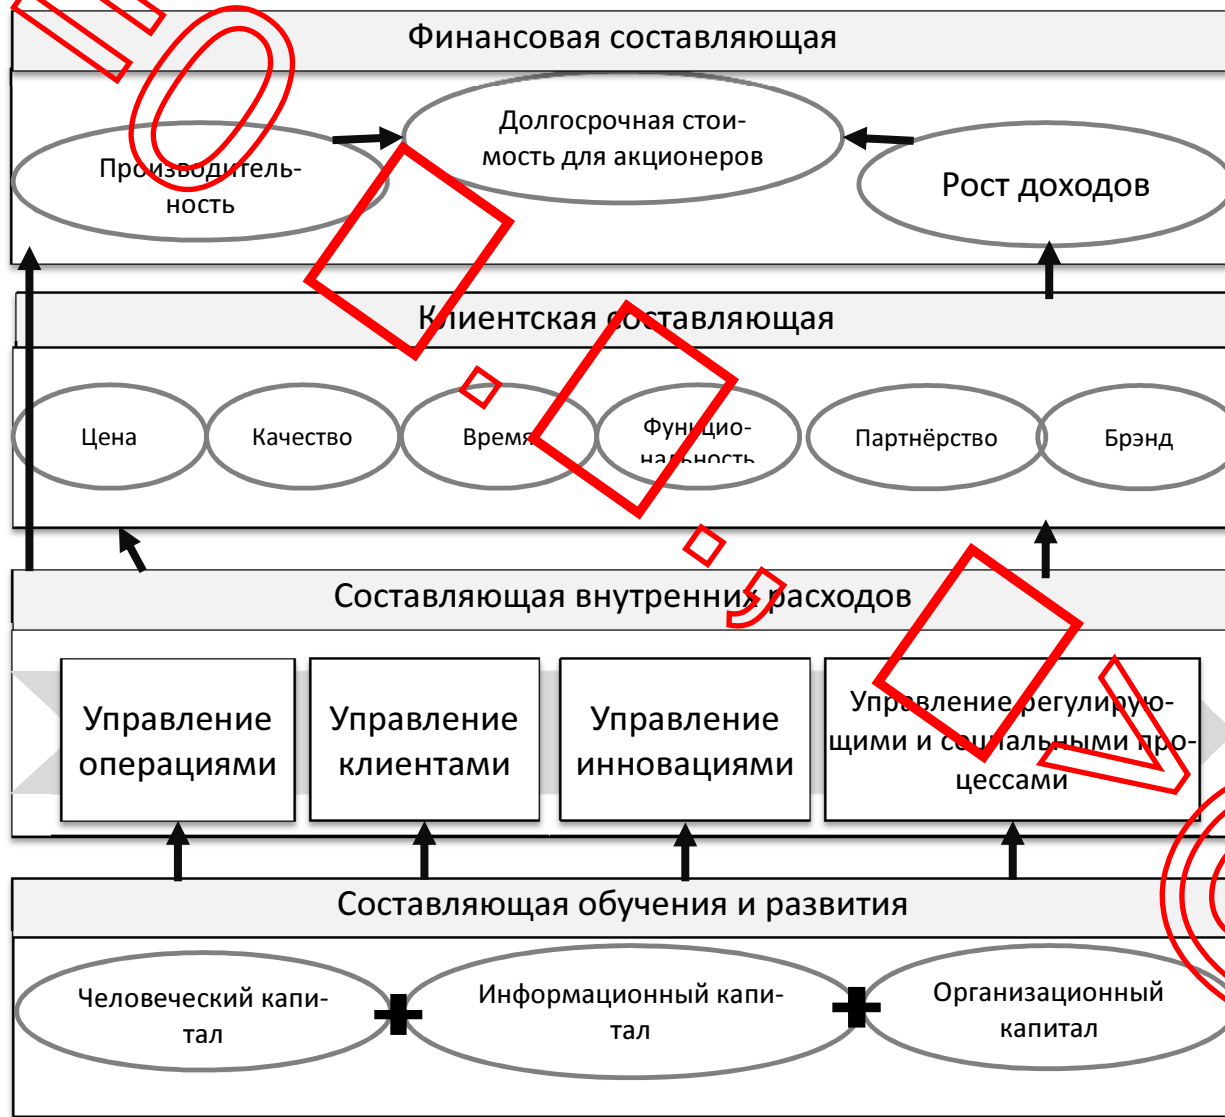 Финансовая составляющая
Долгосрочная стои-
мость для акционеров
Производитель-
ность
Рост доходов
Клиентская составляющая
Цена
Качество
Время
Функцио-
нальность
Партнёрство
Брэнд
Составляющая внутренних расходов
Управление
операциями
Управление
клиентами
Управление
инновациями
Управление регулирую-
щими и социальными про-
цессами
Составляющая обучения и развития
Человеческий капи-
тал
Информационный капи-
тал
Организационный
капитал